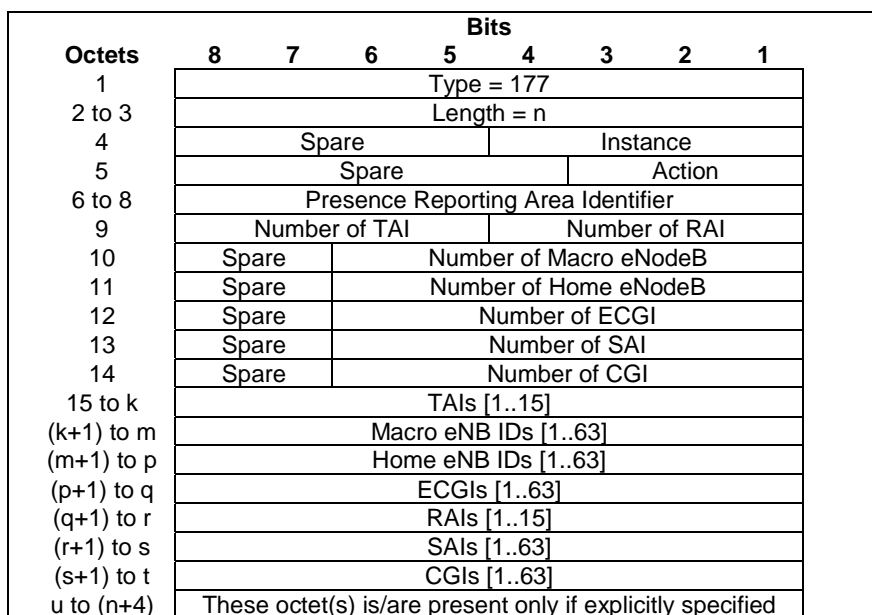 Bits
Octets 8 7 6 5 4 3 2 1
1 Type = 177
2 to 3 Length = n
4 Spare Instance
5 Spare Action
6 to 8 Presence Reporting Area Identifier
9 Number of TAI Number of RAI
10 Spare Number of Macro eNodeB
11 Spare Number of Home eNodeB
12 Spare Number of ECGI
13 Spare Number of SAI
14 Spare Number of CGI
15 to k TAIs [1..15]
(k+1) to m Macro eNB IDs [1..63]
(m+1) to p Home eNB IDs [1..63]
(p+1) to q ECGIs [1..63]
(q+1) to r RAIs [1..15]
(r+1) to s SAIs [1..63]
(s+1) to t CGIs [1..63]
u to (n+4) These octet(s) is/are present only if explicitly specified